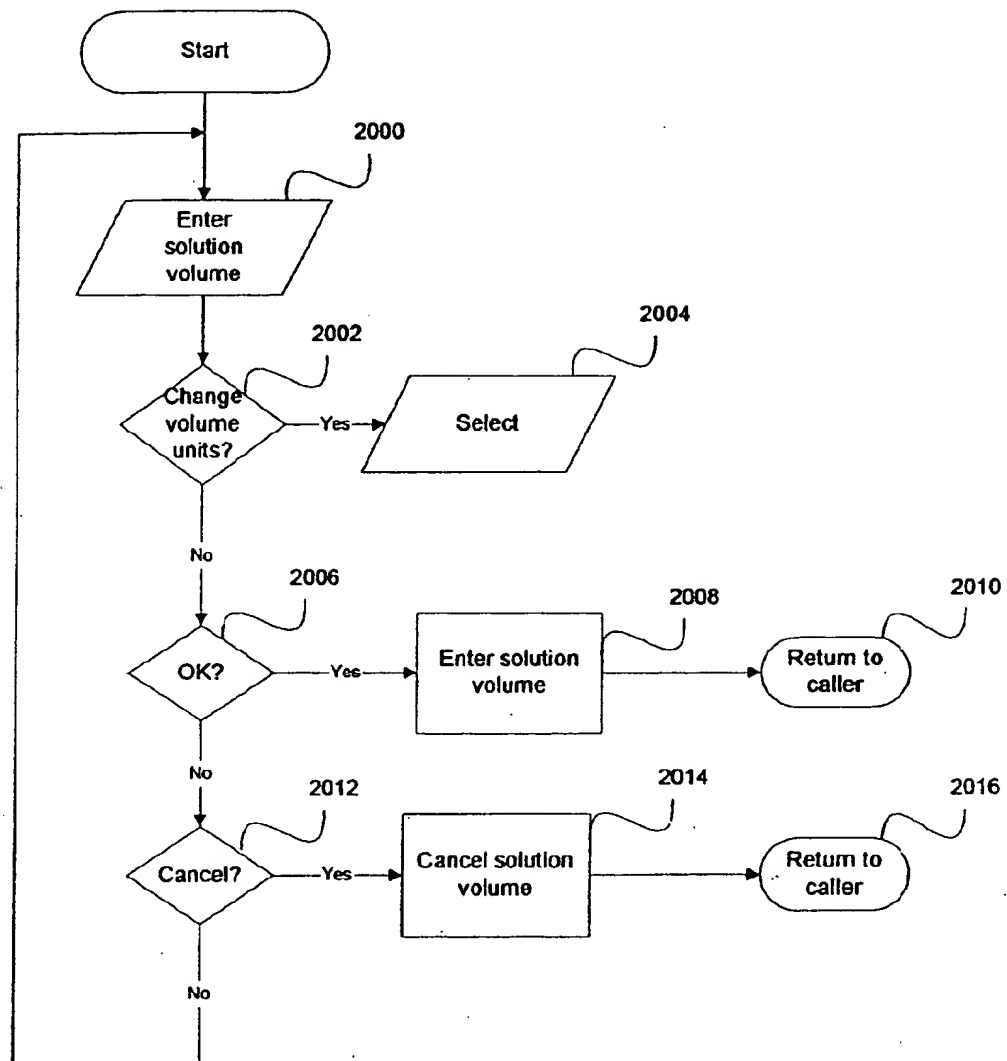 Start
2000
Enter
solution
volume
2002
2004
Change
volume
units?
Yes
Select
No
2006
2008
2010
OK?
Yes
Enter solution
volume
Return to
caller
No
2012
2014
2016
Cancel?
Yes
Cancel solution
volume
Return to
caller
No